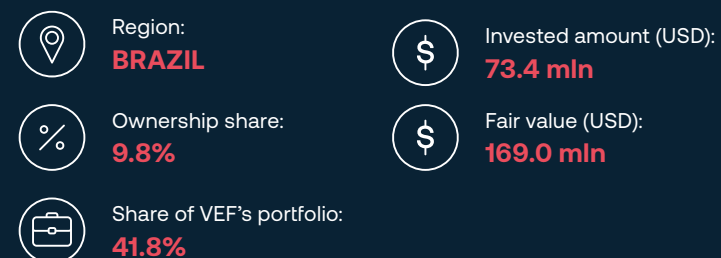 Region:
BRAZIL
Invested amount (USD):
73.4 mln
Ownership share:
9.8%
Fair value (USD):
169.0 mln
Share of VEF's portfolio:
41.8%